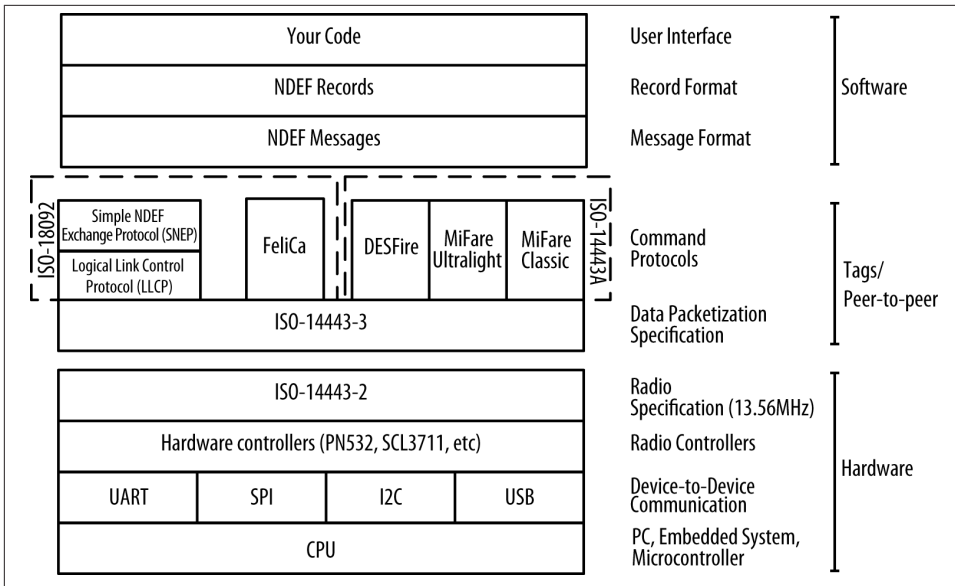 Your Code
User Interface
NDEF Records
Record Format
Software
NDEF Messages
Message Format
ISO-18092
Simple NDEF
Exchange Protocol (SNEP)
Logical Link Control
Protocol (LLCP)
FeliCa
DESFire
MiFare
Ultralight
MiFare
Classic
ISO-14443A
Command
Protocols
Tags/
Peer-to-peer
ISO-14443-3
Data Packetization
Specification
ISO-14443-2
Radio
Specification (13.56MHz)
Hardware controllers (PN532, SCL3711, etc)
Radio Controllers
Hardware
UART
SPI
I2C
USB
Device-to-Device
Communication
CPU
PC, Embedded System,
Microcontroller